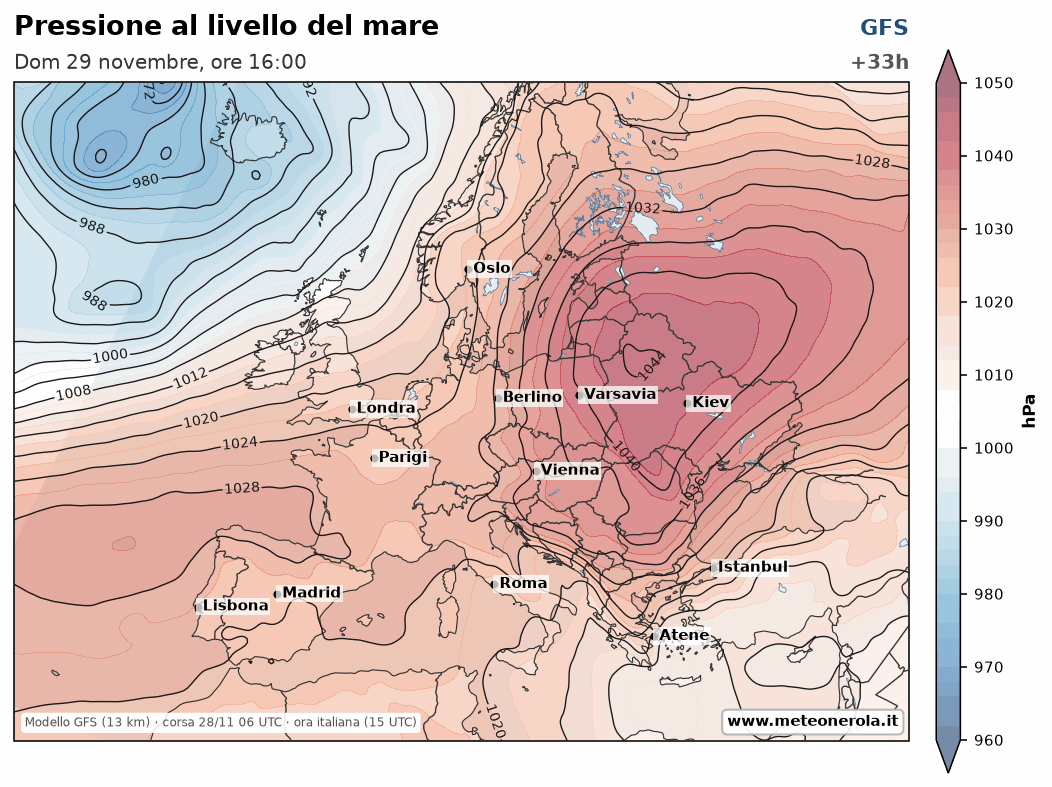 Pressione al livello del mare
GFS
Dom 29 novembre, ore 16:00
+33h
972
992
980
988
988
1000
1008
1012
1020
1024
1028
1028
1032
1044
1040
1036
1020
Oslo
Berlino
Varsavia
Kiev
Londra
Parigi
Vienna
Istanbul
Roma
Madrid
Lisbona
Atene
Modello GFS (13 km) · corsa 28/11 06 UTC · ora italiana (15 UTC)
www.meteonerola.it
1050
1040
1030
1020
1010
1000
990
980
970
960
hPa